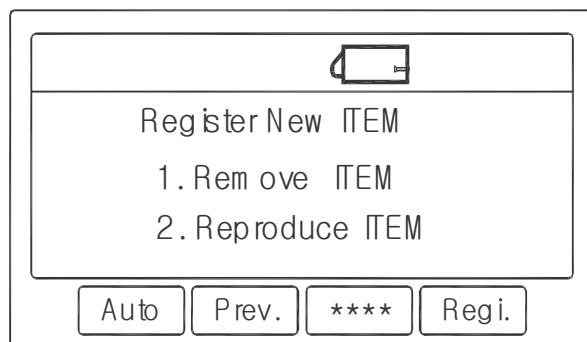 Register New ITEM
1. Remove ITEM
2. Reproduce ITEM
Auto Prev. **** Regi.